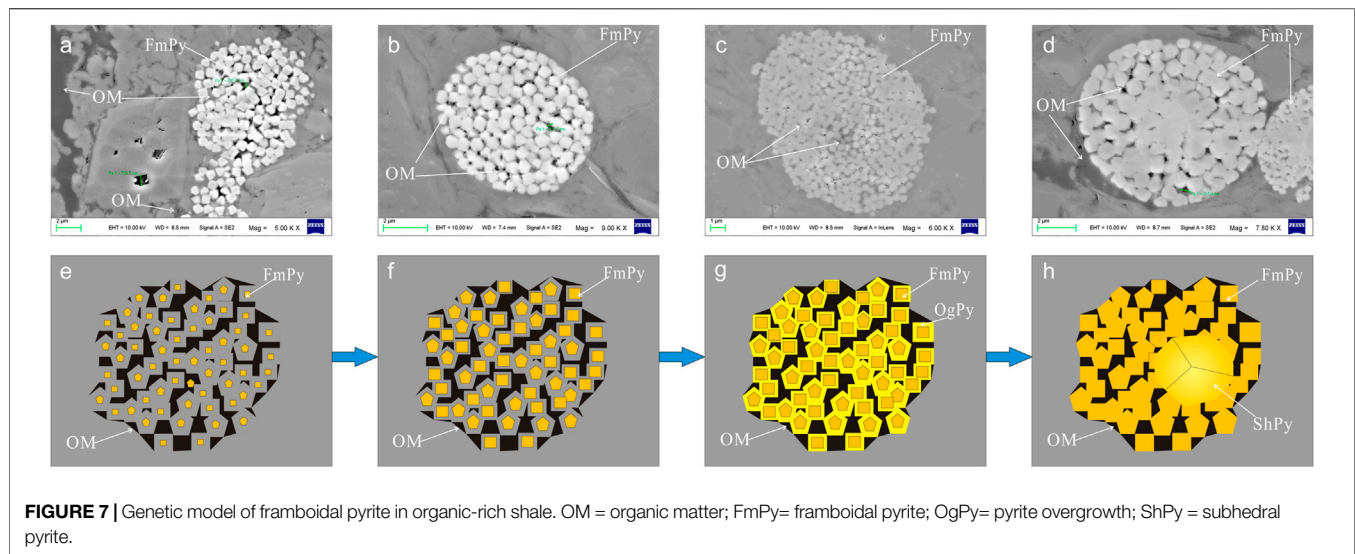 a
FmPy
OM
OM
2 µm
EHT = 10.00 kV
WD = 6.5 mm
Signal A = SE2
Mag = 5.00 K X
ZEISS
b
FmPy
OM
2 µm
EHT = 10.00 kV
WD = 7.4 mm
Signal A = SE2
Mag = 9.00 K X
ZEISS
c
FmPy
OM
1 µm
EHT = 10.00 kV
WD = 8.5 mm
Signal A = InLens
Mag = 6.00 K X
ZEISS
d
FmPy
OM
2 µm
EHT = 10.00 kV
WD = 8.7 mm
Signal A = SE2
Mag = 7.80 K X
ZEISS
e
FmPy
OM
f
FmPy
OM
g
FmPy
OgPy
OM
h
FmPy
OM
ShPy
FIGURE 7 | Genetic model of framboidal pyrite in organic-rich shale. OM = organic matter; FmPy= framboidal pyrite; OgPy= pyrite overgrowth; ShPy = subhedral
pyrite.